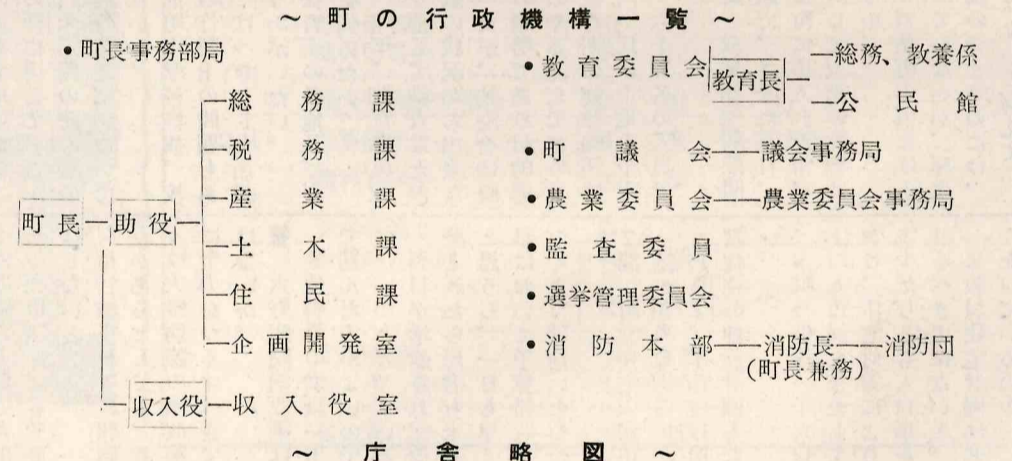 ～町の行政機構一覧～
•町長事務部局
町長
助役
総務課
税務課
産業課
土木課
住民課
企画開発室
収入役
収入役室
•教育委員会
教育長
総務、教養係
公民館
•町議会
議会事務局
•農業委員会
農業委員会事務局
•監査委員
•選挙管理委員会
•消防本部
消防長
(町長兼務)
消防団
～庁舎略図～